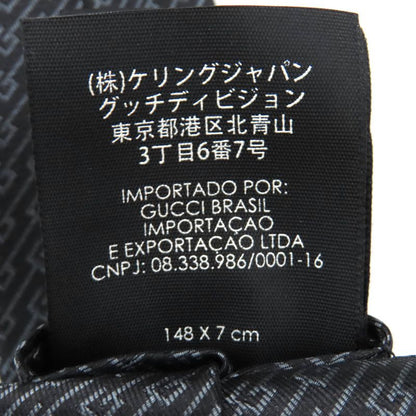 (株)ケリングジャパン
グッチディビジョン
東京都港区北青山
3丁目6番7号
IMPORTADO POR:
GUCCI BRASIL
IMPORTAÇAO
E EXPORTAÇAO LTDA
CNPJ: 08.338.986/0001-16
148 X 7 cm